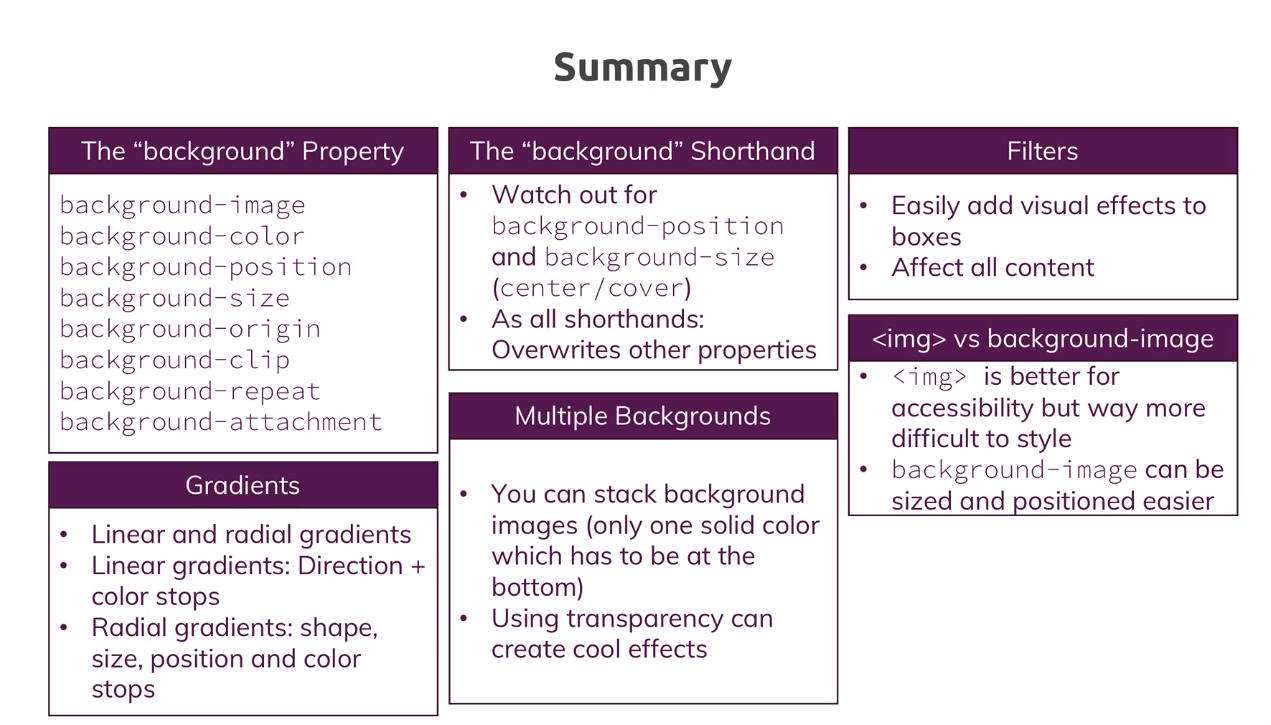 Summary
The “background” Property
background-image
background-color
background-position
background-size
background-origin
background-clip
background-repeat
background-attachment
Gradients
• Linear and radial gradients
• Linear gradients: Direction +
color stops
• Radial gradients: shape,
size, position and color
stops
The “background” Shorthand
• Watch out for
background-position
and background-size
(center/cover)
• As all shorthands:
Overwrites other properties
Multiple Backgrounds
• You can stack background
images (only one solid color
which has to be at the
bottom)
• Using transparency can
create cool effects
Filters
• Easily add visual effects to
boxes
• Affect all content
<img> vs background-image
• <img> is better for
accessibility but way more
difficult to style
• background-image can be
sized and positioned easier